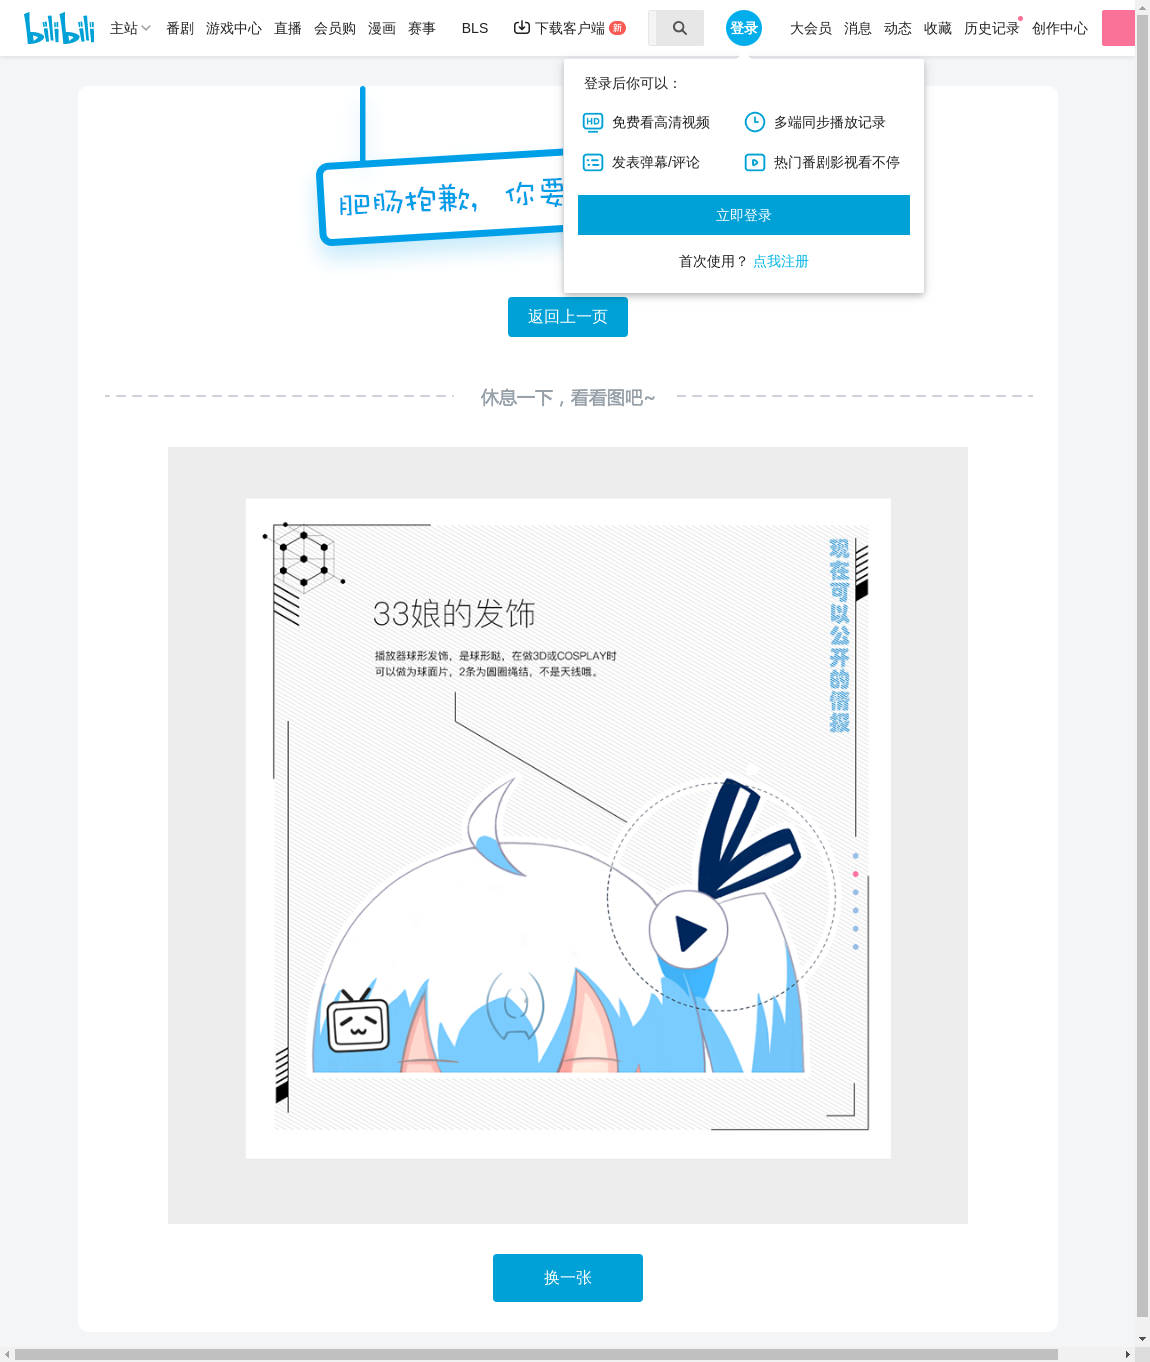 bilibili 主站 番剧 游戏中心 直播 会员购 漫画 赛事 BLS 下载客户端 新 登录 大会员 消息 动态 收藏 历史记录 创作中心
登录后你可以：
HD 免费看高清视频 多端同步播放记录
发表弹幕/评论 热门番剧影视看不停
立即登录
首次使用？ 点我注册
肥肠抱歉，你要
返回上一页
休息一下，看看图吧~
现在可以公开的情报
33娘的发饰
播放器球形发饰，是球形哒，在做3D或COSPLAY时
可以做为球面片，2条为圆圈绳结，不是天线哦。
换一张